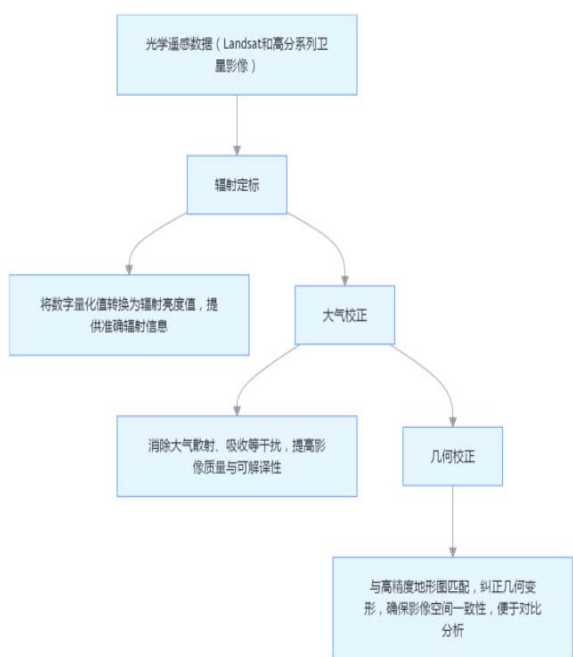 光学遥感数据（Landsat和高分系列卫
星影像）
辐射定标
将数字量化值转换为辐射亮度值，提
供准确辐射信息
大气校正
消除大气散射、吸收等干扰，提高影
像质量与可解译性
几何校正
与高精度地形图匹配，纠正几何变
形，确保影像空间一致性，便于对比
分析